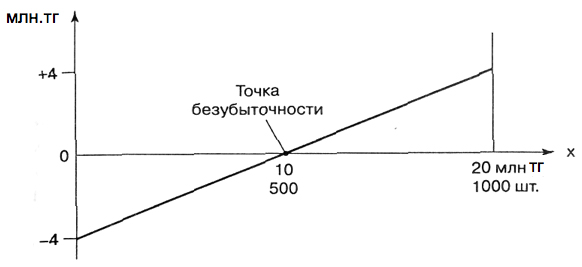 млн.тг
+4
Точка
безубыточности
0
х
10
20 млн тг
500
1000 шт.
−4